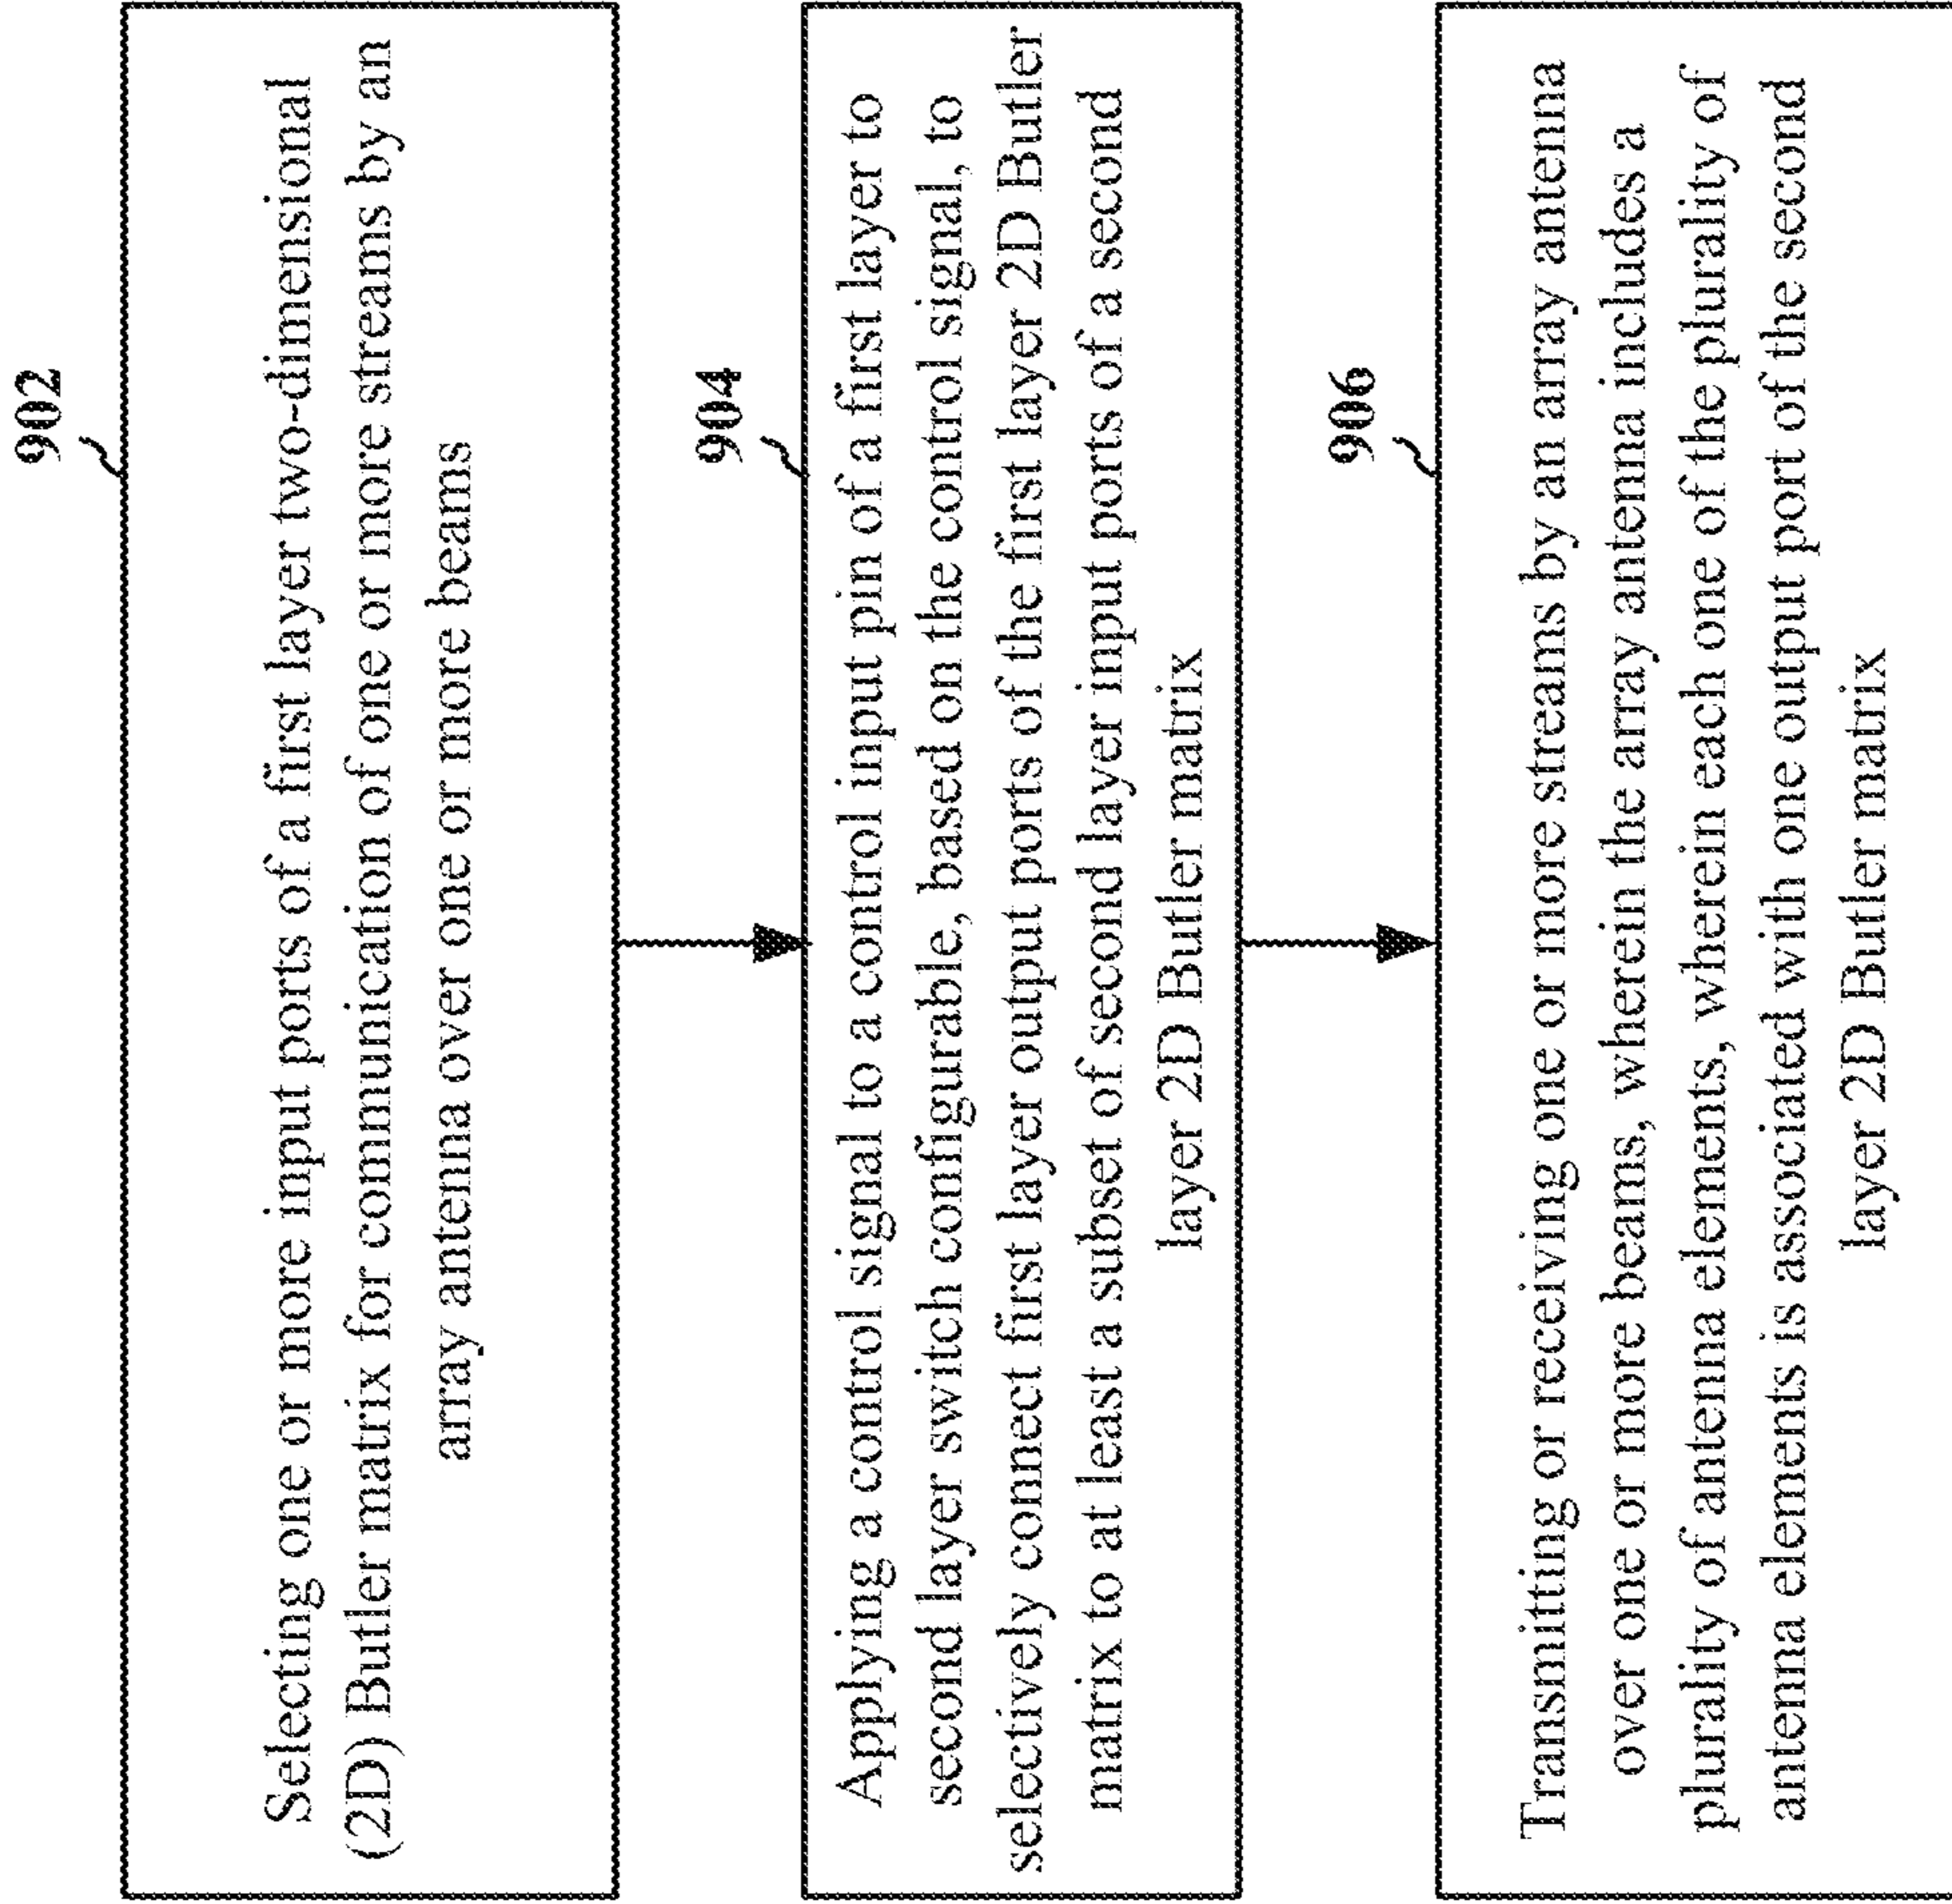 902
Selecting one or more input ports of a first layer two-dimensional
(2D) Butler matrix for communication of one or more streams by an
array antenna over one or more beams
904
Applying a control signal to a control input pin of a first layer to
second layer switch configurable, based on the control signal, to
selectively connect first layer output ports of the first layer 2D Butler
matrix to at least a subset of second layer input ports of a second
layer 2D Butler matrix
906
Transmitting or receiving one or more streams by an array antenna
over one or more beams, wherein the array antenna includes a
plurality of antenna elements, wherein each one of the plurality of
antenna elements is associated with one output port of the second
layer 2D Butler matrix